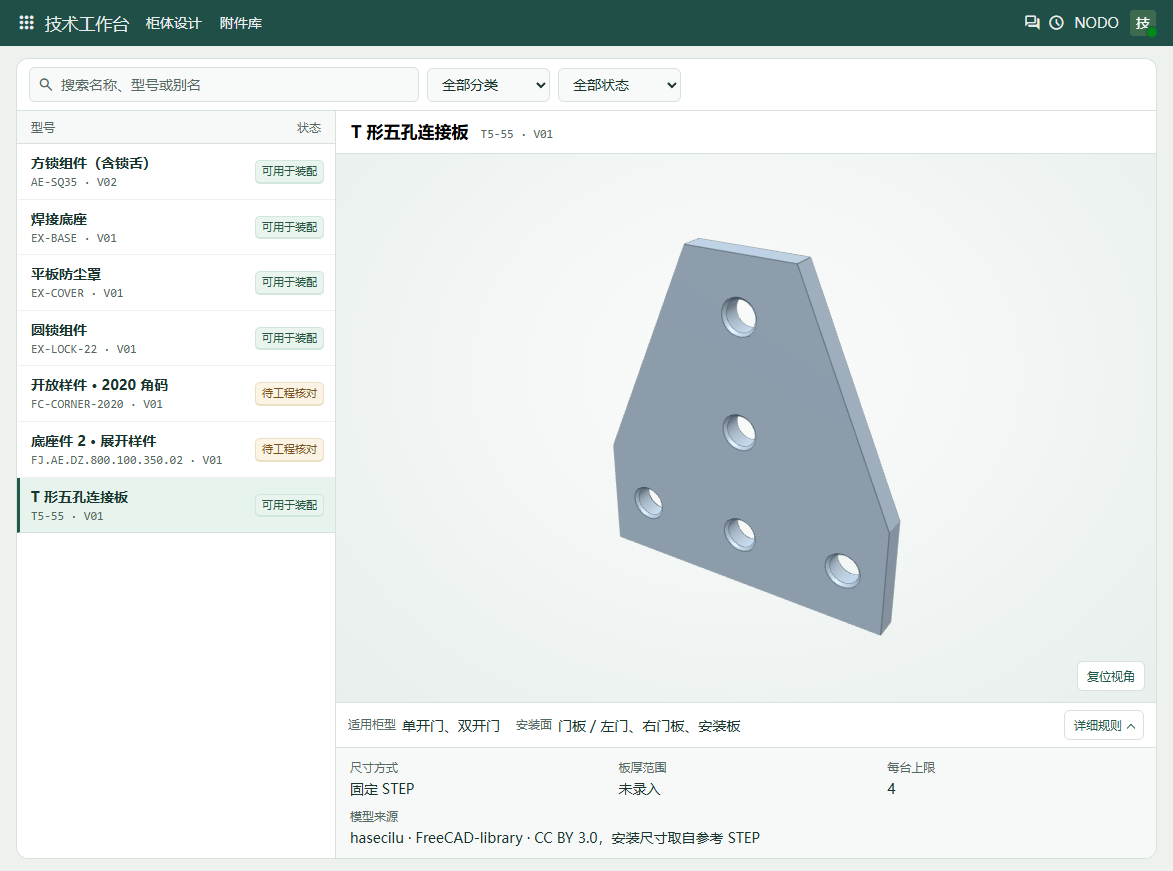 技术工作台 柜体设计 附件库 NODO 技
搜索名称、型号或别名 全部分类 全部状态
型号 状态
方锁组件（含锁舌） 可用于装配
AE-SQ35 · V02
焊接底座 可用于装配
EX-BASE · V01
平板防尘罩 可用于装配
EX-COVER · V01
圆锁组件 可用于装配
EX-LOCK-22 · V01
开放样件 • 2020 角码 待工程核对
FC-CORNER-2020 · V01
底座件 2 • 展开样件 待工程核对
FJ.AE.DZ.800.100.350.02 · V01
T 形五孔连接板 可用于装配
T5-55 · V01
T 形五孔连接板 T5-55 · V01
复位视角
适用柜型 单开门、双开门 安装面 门板 / 左门、右门板、安装板 详细规则
尺寸方式 板厚范围 每台上限
固定 STEP 未录入 4
模型来源
hasecilu · FreeCAD-library · CC BY 3.0，安装尺寸取自参考 STEP